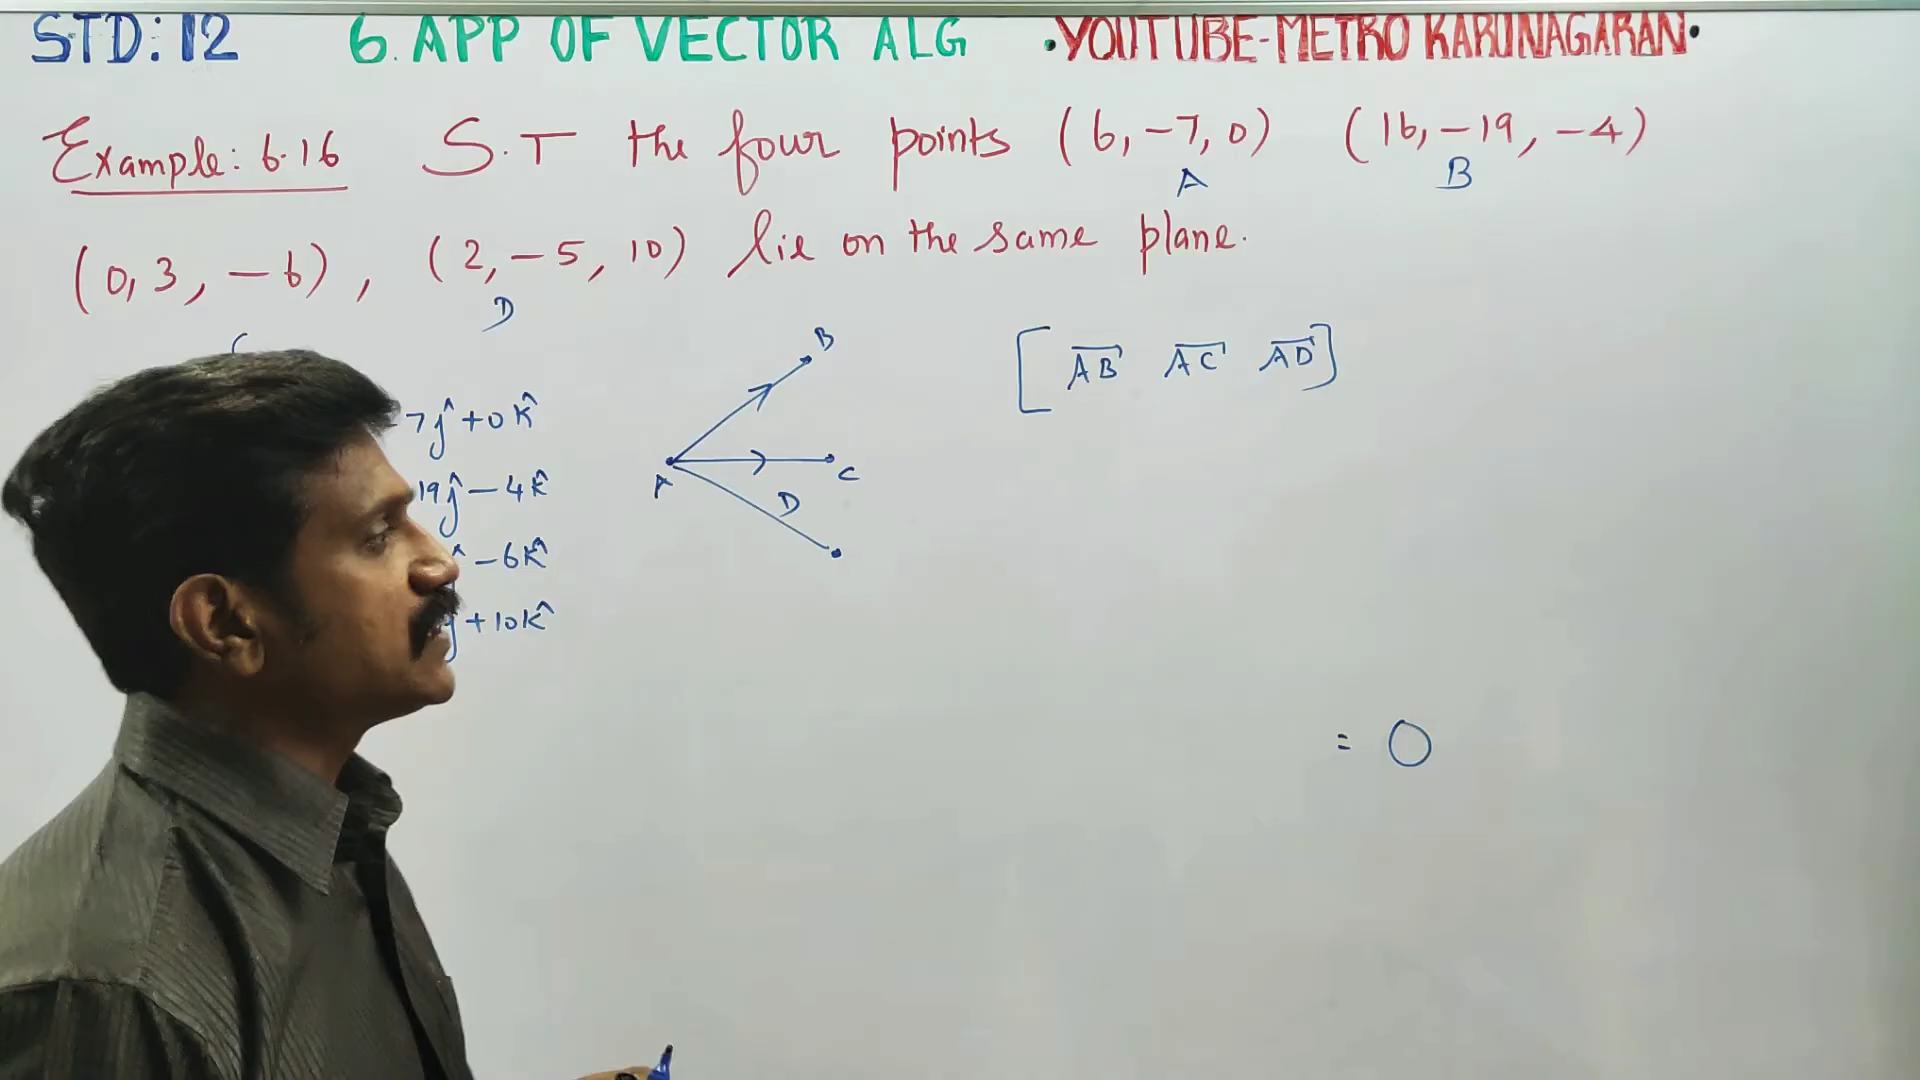 STD: 12 6. APP OF VECTOR ALG •YOUTUBE-METRO KARUNAGARAN•
Example: 6.16 S.T the four points (6, -7, 0) (16, -19, -4)
A B
(0, 3, -6), (2, -5, 10) lie on the same plane.
C D
7ĵ + 0k̂
19ĵ - 4k̂
- 6k̂
ĵ + 10k̂
B
A C
D
[AB⃗ AC⃗ AD⃗]
= 0